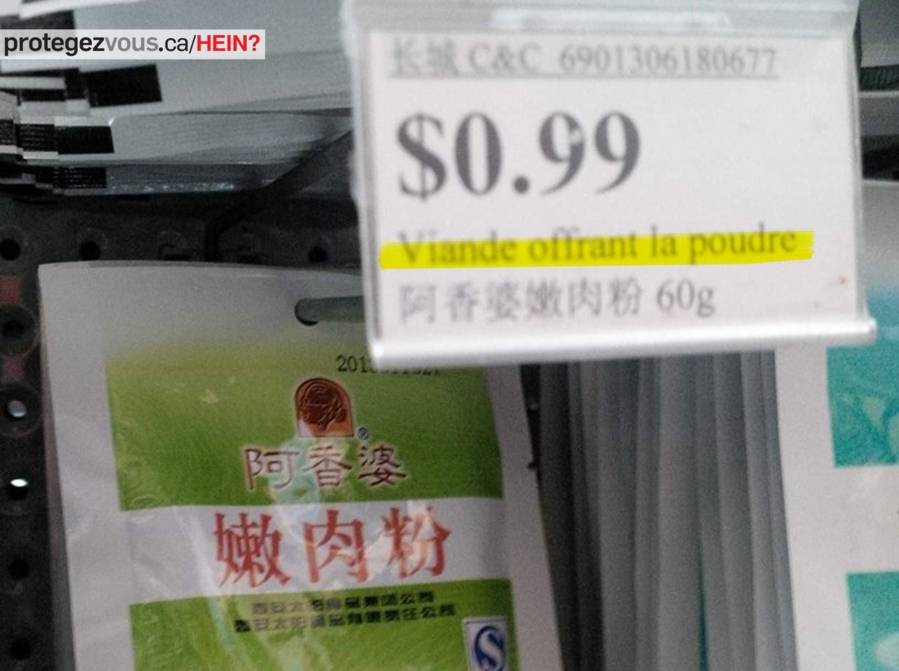 protegezvous.ca/HEIN?
长城 C&C 6901306180677
$0.99
Viande offrant la poudre
阿香婆嫩肉粉 60g
阿香婆
®
嫩肉粉
S